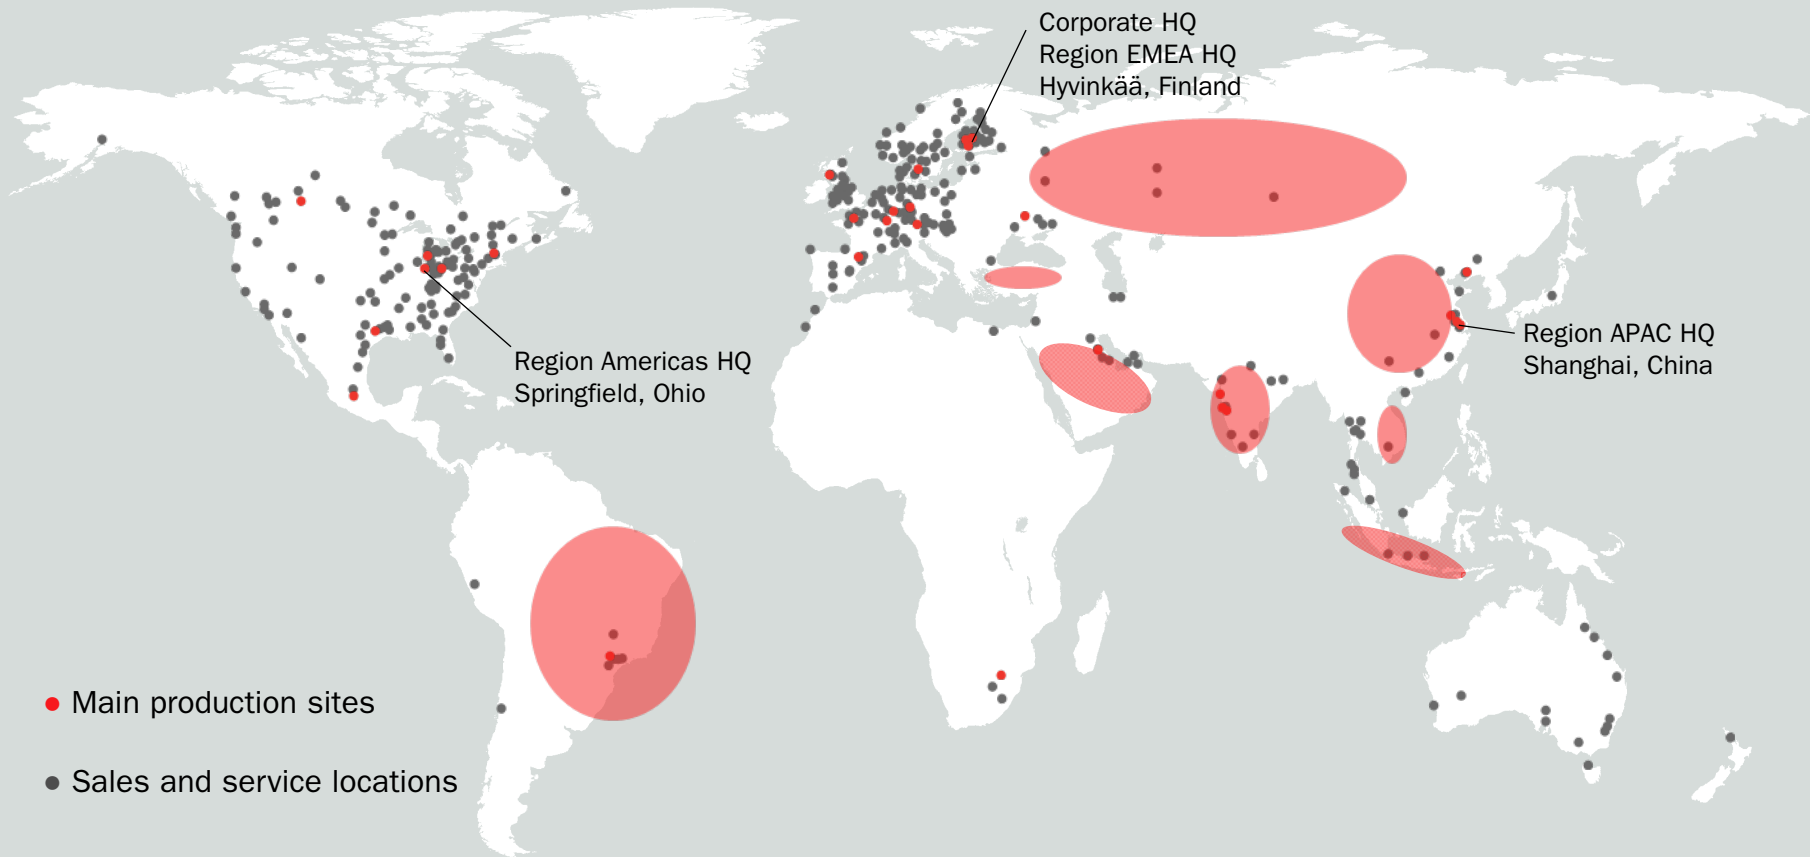 Corporate HQ
Region EMEA HQ
Hyvinkää, Finland
Region Americas HQ
Springfield, Ohio
Region APAC HQ
Shanghai, China
Main production sites
Sales and service locations